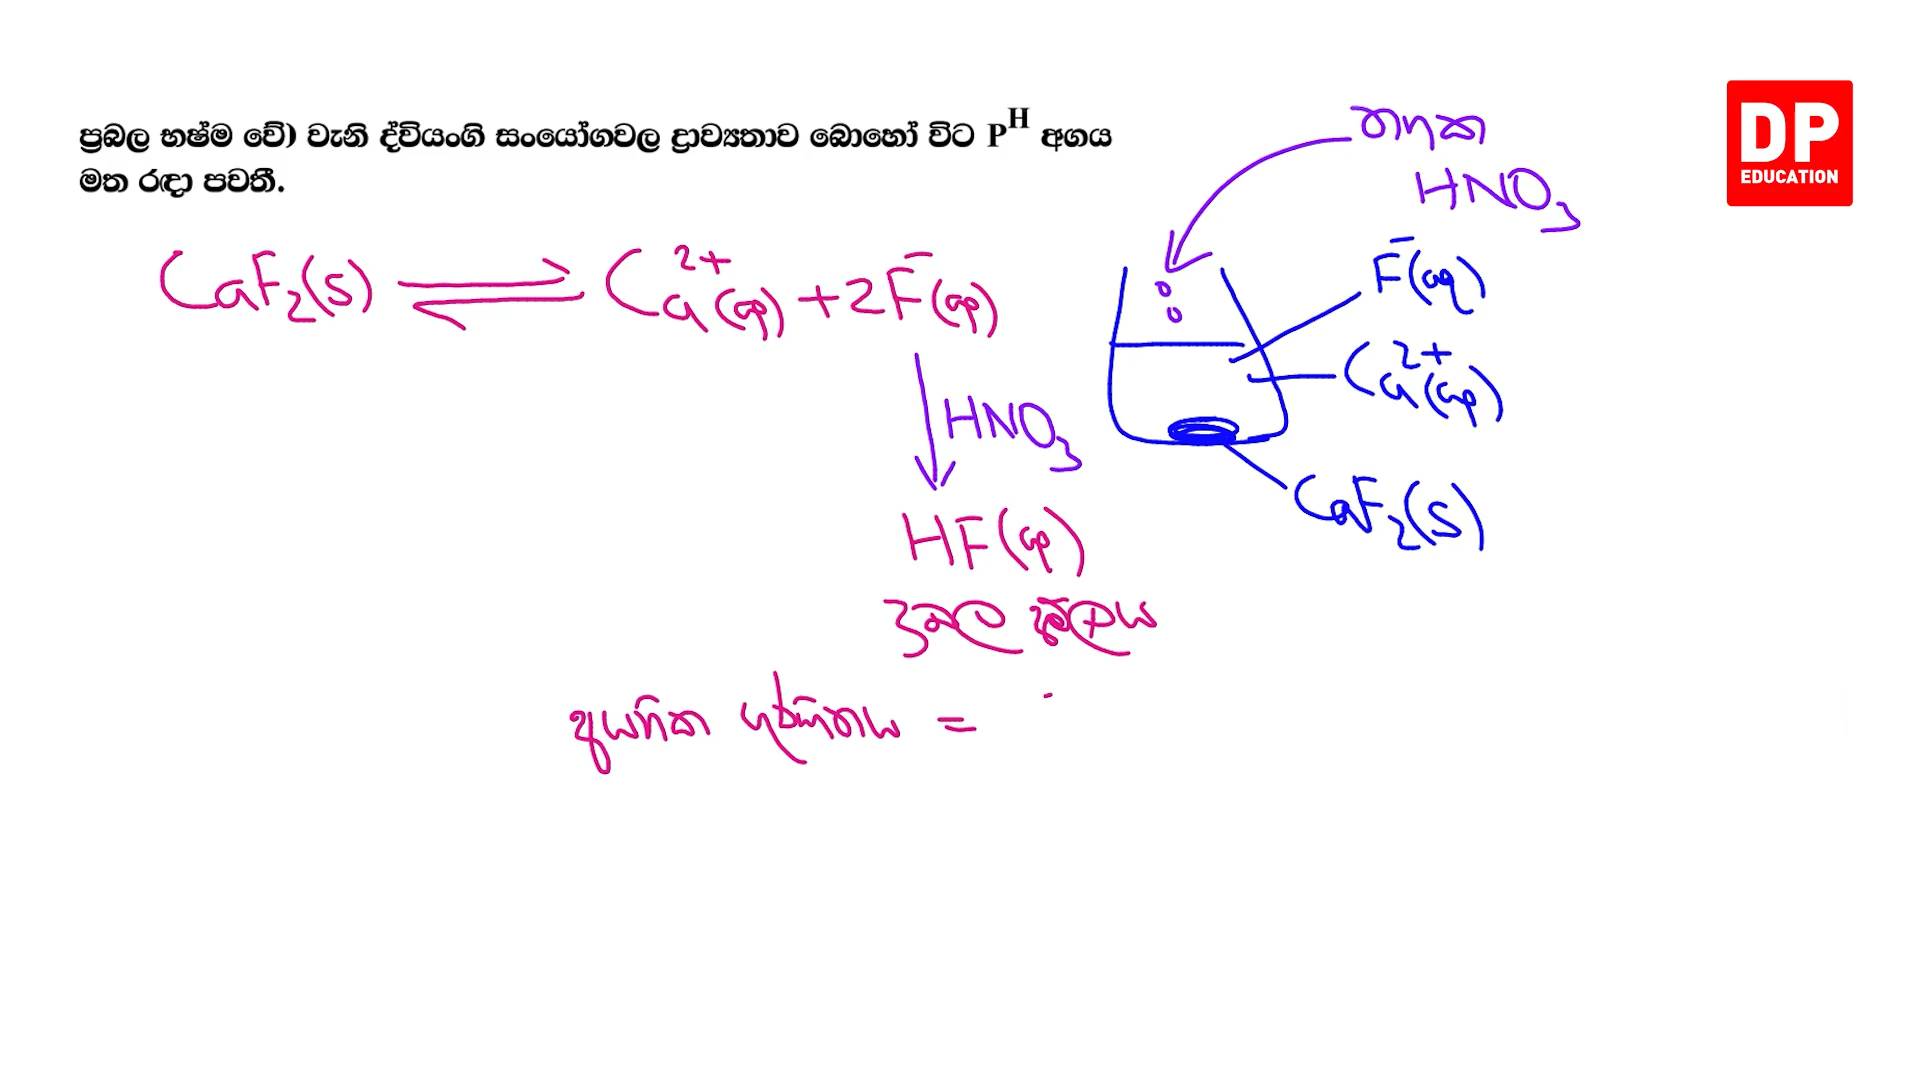 ප්‍රබල භෂ්ම වේ) වැනි ද්වියංගි සංයෝගවල ද්‍රාව්‍යතාව බොහෝ විට P^H අගය
මත රඳා පවතී.
DP
EDUCATION
තනුක
HNO₃
CaF₂(s) ⇌ Ca²⁺(aq) + 2F⁻(aq)
F⁻(aq)
Ca²⁺(aq)
CaF₂(s)
HNO₃
HF(aq)
දුබල අම්ලය
අයනික ගුණිතය =